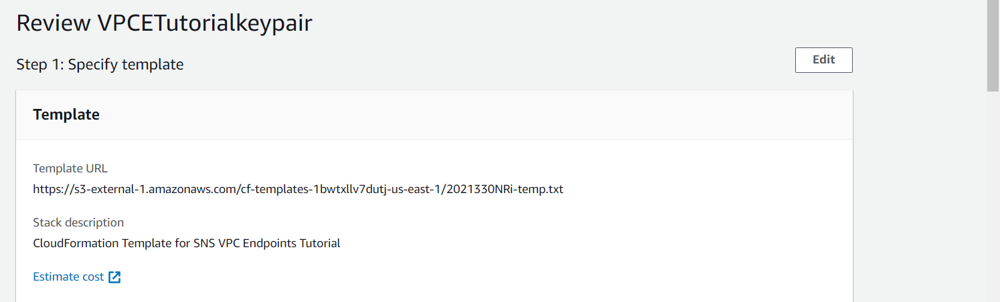 Review VPCETutorialkeypair
Step 1: Specify template
Edit
Template
Template URL
https://s3-external-1.amazonaws.com/cf-templates-1bwtxllv7dutj-us-east-1/2021330NRi-temp.txt
Stack description
CloudFormation Template for SNS VPC Endpoints Tutorial
Estimate cost